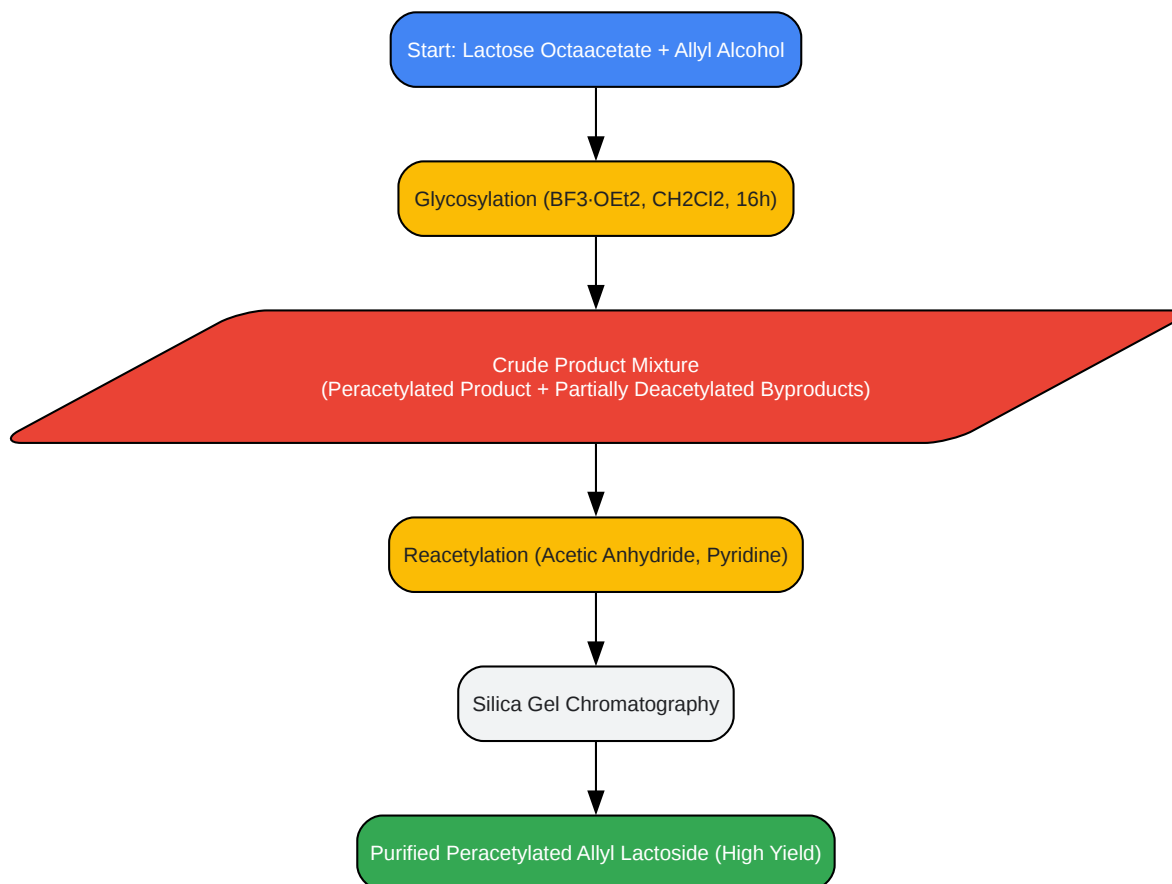 Start: Lactose Octaacetate + Allyl Alcohol
Glycosylation (BF3·OEt2, CH2Cl2, 16h)
Crude Product Mixture
(Peracetylated Product + Partially Deacetylated Byproducts)
Reacetylation (Acetic Anhydride, Pyridine)
Silica Gel Chromatography
Purified Peracetylated Allyl Lactoside (High Yield)